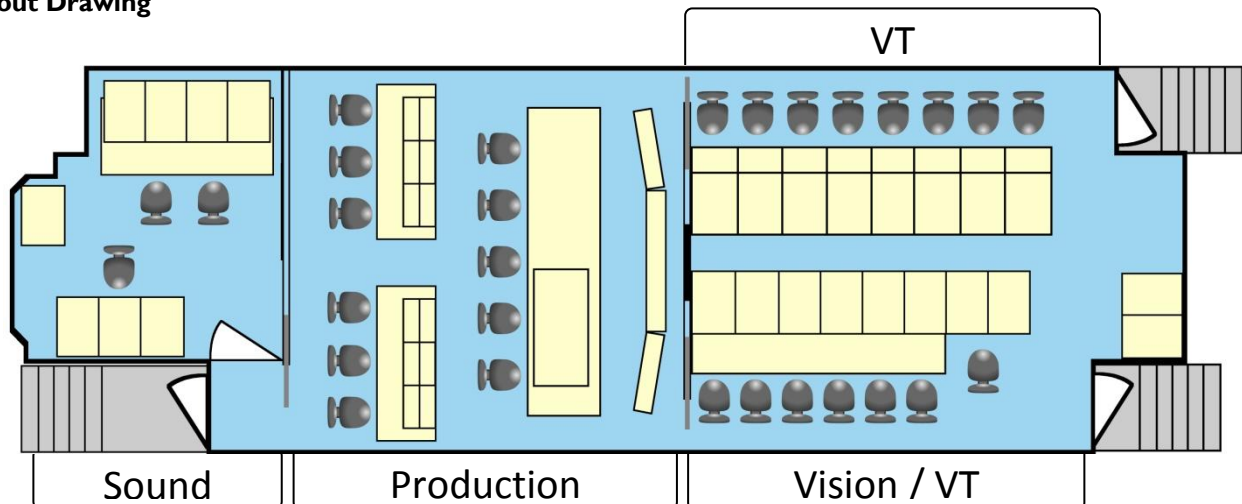 out Drawing
VT
Sound
Production
Vision / VT